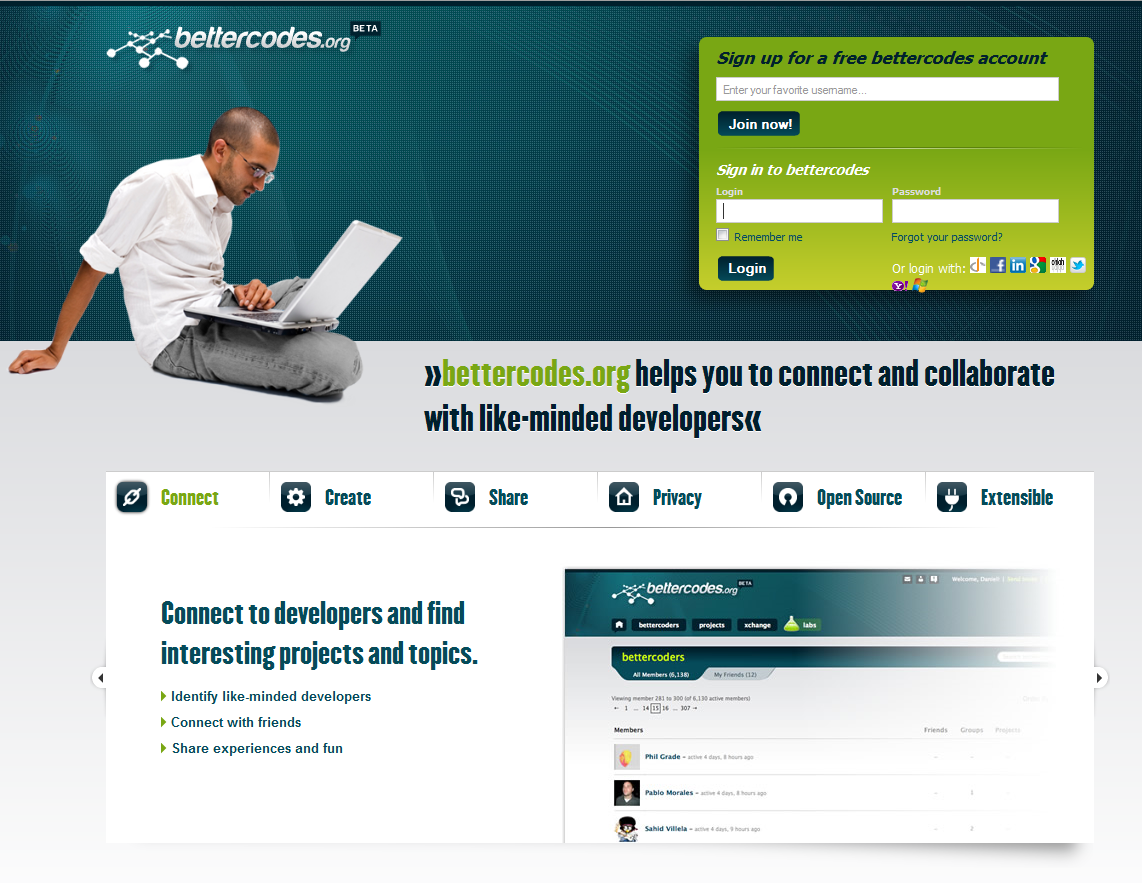 bettercodes.org BETA
Sign up for a free bettercodes account
Enter your favorite username...
Join now!
Sign in to bettercodes
Login
Password
Remember me
Forgot your password?
Login
Or login with:
»bettercodes.org helps you to connect and collaborate
with like-minded developers«
Connect
Create
Share
Privacy
Open Source
Extensible
Connect to developers and find
interesting projects and topics.
Identify like-minded developers
Connect with friends
Share experiences and fun
bettercodes.org BETA
Welcome, Daniel!
bettercoders
projects
xchange
labs
bettercoders
All Members (6,138)
My Friends (12)
Viewing member 281 to 300 (of 6,130 active members)
← 1 ... 14 15 16 ... 307 →
Members
Friends
Groups
Projects
Phil Grade – active 4 days, 8 hours ago
Pablo Morales – active 4 days, 8 hours ago
Sahid Villela – active 4 days, 9 hours ago